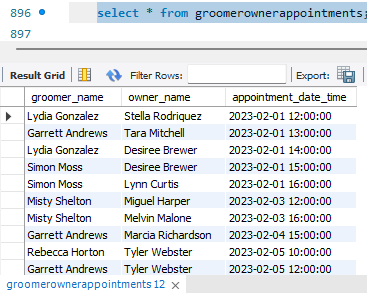 896 select * from groomerownerappointments;
897
Result Grid Filter Rows: Export:
groomer_name owner_name appointment_date_time
Lydia Gonzalez Stella Rodriquez 2023-02-01 12:00:00
Garrett Andrews Tara Mitchell 2023-02-01 13:00:00
Lydia Gonzalez Desiree Brewer 2023-02-01 14:00:00
Simon Moss Desiree Brewer 2023-02-01 15:00:00
Simon Moss Lynn Curtis 2023-02-01 16:00:00
Misty Shelton Miguel Harper 2023-02-03 12:00:00
Misty Shelton Melvin Malone 2023-02-03 16:00:00
Garrett Andrews Marcia Richardson 2023-02-04 15:00:00
Rebecca Horton Tyler Webster 2023-02-05 10:00:00
Garrett Andrews Tyler Webster 2023-02-05 12:00:00
groomerownerappointments 12